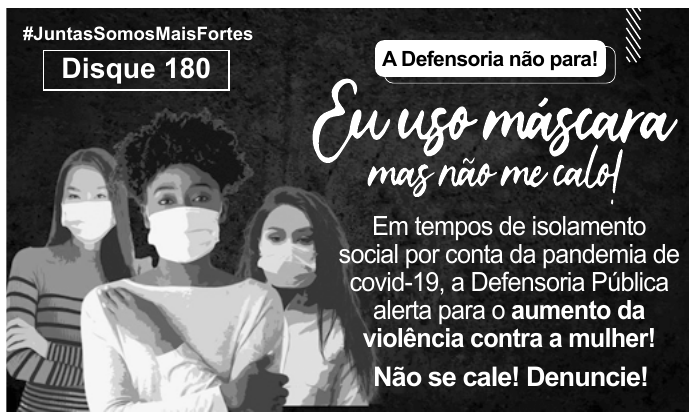 #JuntasSomosMaisFortes
Disque 180
A Defensoria não para!
Eu uso máscara
mas não me calo!
Em tempos de isolamento
social por conta da pandemia de
covid-19, a Defensoria Pública
alerta para o aumento da
violência contra a mulher!
Não se cale! Denuncie!